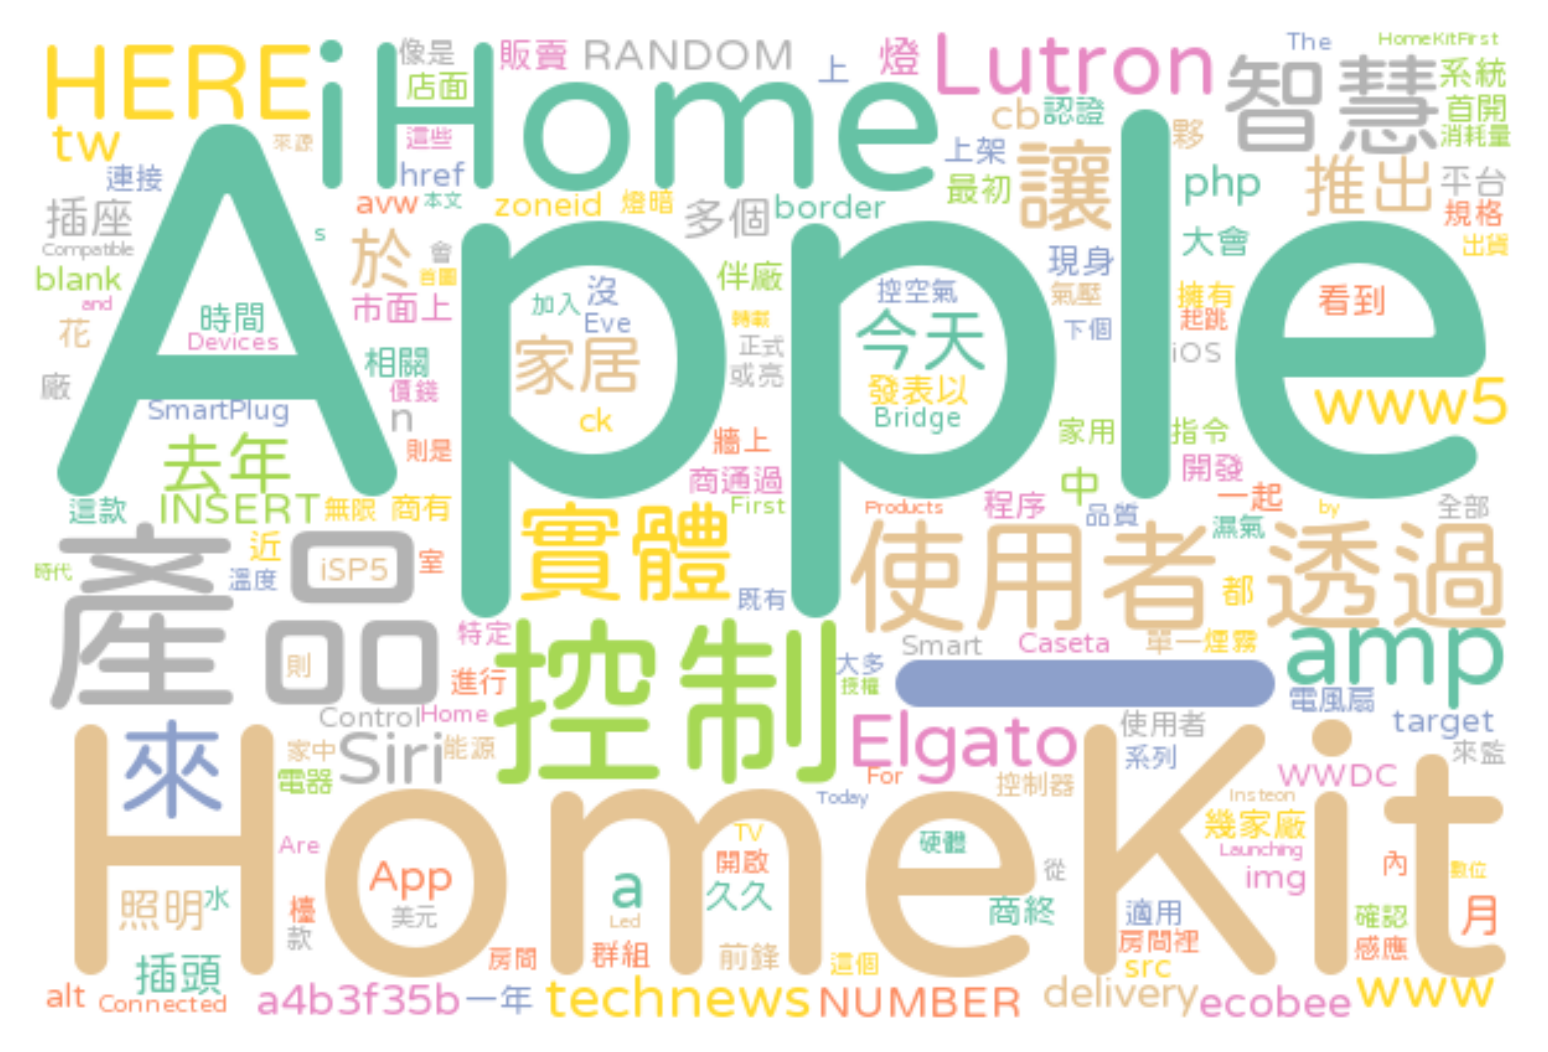 HERE iHome 像是 販賣 RANDOM 上 燈 Lutron The HomeKitFirst
店面 智慧 系統
tw 來源 這些 cb 認證 夥 首開
連接 href 上架 讓 消耗量
插座 avw 本文 zoneid 燈暗 多個 border 最初 php 推出 平台
Compatible s 於 會 大會 規格
blank 首圖 伴廠 現身 出貨
and 市面上 加入 沒 控空氣 氣壓 擁有 看到
花 時間 Eve 轉載 今天 下個 起跳
Devices 相關 家居 正式 iOS
廠 價錢 或亮 發表以
SmartPlug n ck Bridge www5
Apple
去年 則是 牆上 家用 指令
商通過 中 開發
這款 INSERT 無限 商有 First Products 程序 品質 一起 by 全部
產品 近 iSP5 室 實體 使用者 濕氣 透過
時代 溫度 既有 都
則 特定 控制 Smart Caseta 單一 煙霧 amp
進行 大多 一 電風扇
授權
Control Home Elgato 使用者 target
來 家中 Siri 能源 系列 來監
電器 For 控制器 WWDC
HomeKit
Today Insteon
Are TV 硬體 幾家廠
App 開啟 從 Launching 內 數位
照明 水 檯 美元 a 久久 img
款 Led 商終 適用 確認 月
插頭 房間 群組 前鋒 這個 房間裡 感應
src
alt Connected a4b3f35b 一年 technews NUMBER delivery ecobee www